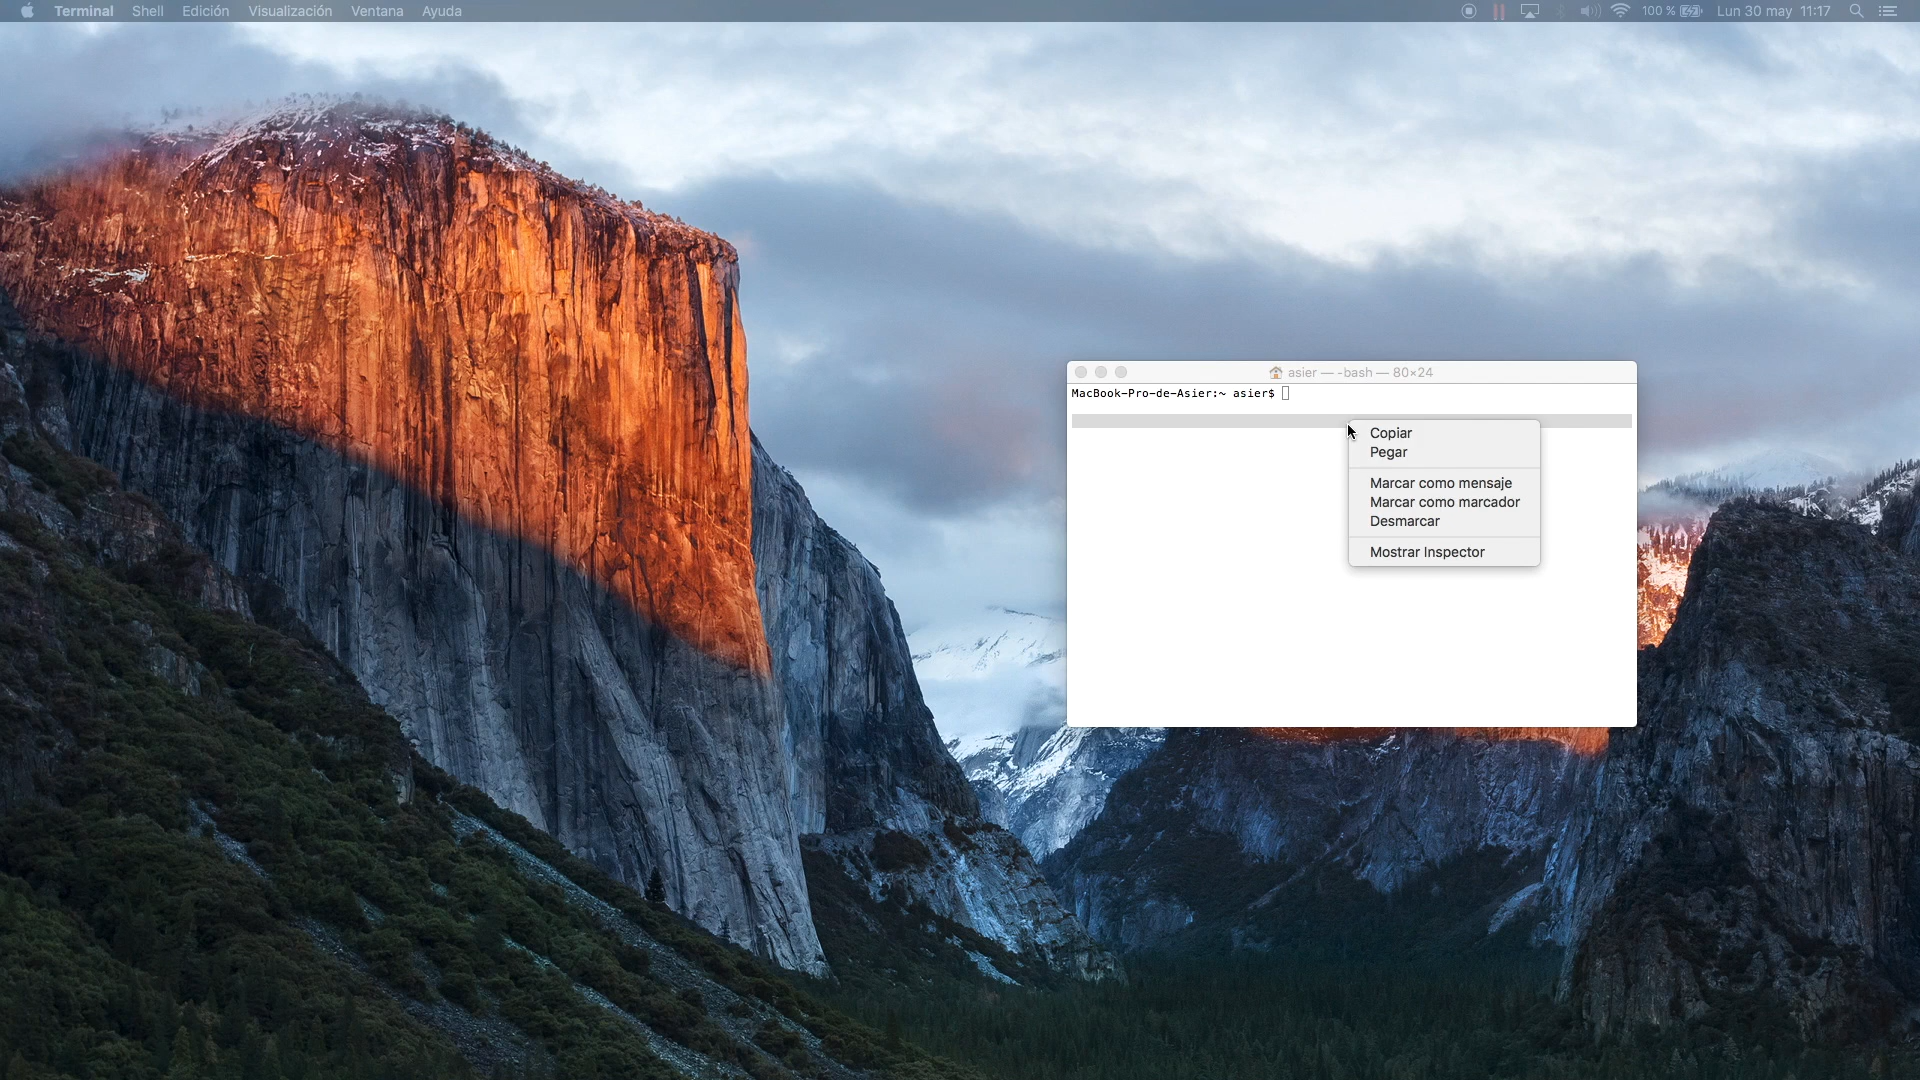 Terminal Shell Edición Visualización Ventana Ayuda 100 % Lun 30 may 11:17
asier — -bash — 80×24
MacBook-Pro-de-Asier:~ asier$
Copiar
Pegar
Marcar como mensaje
Marcar como marcador
Desmarcar
Mostrar Inspector